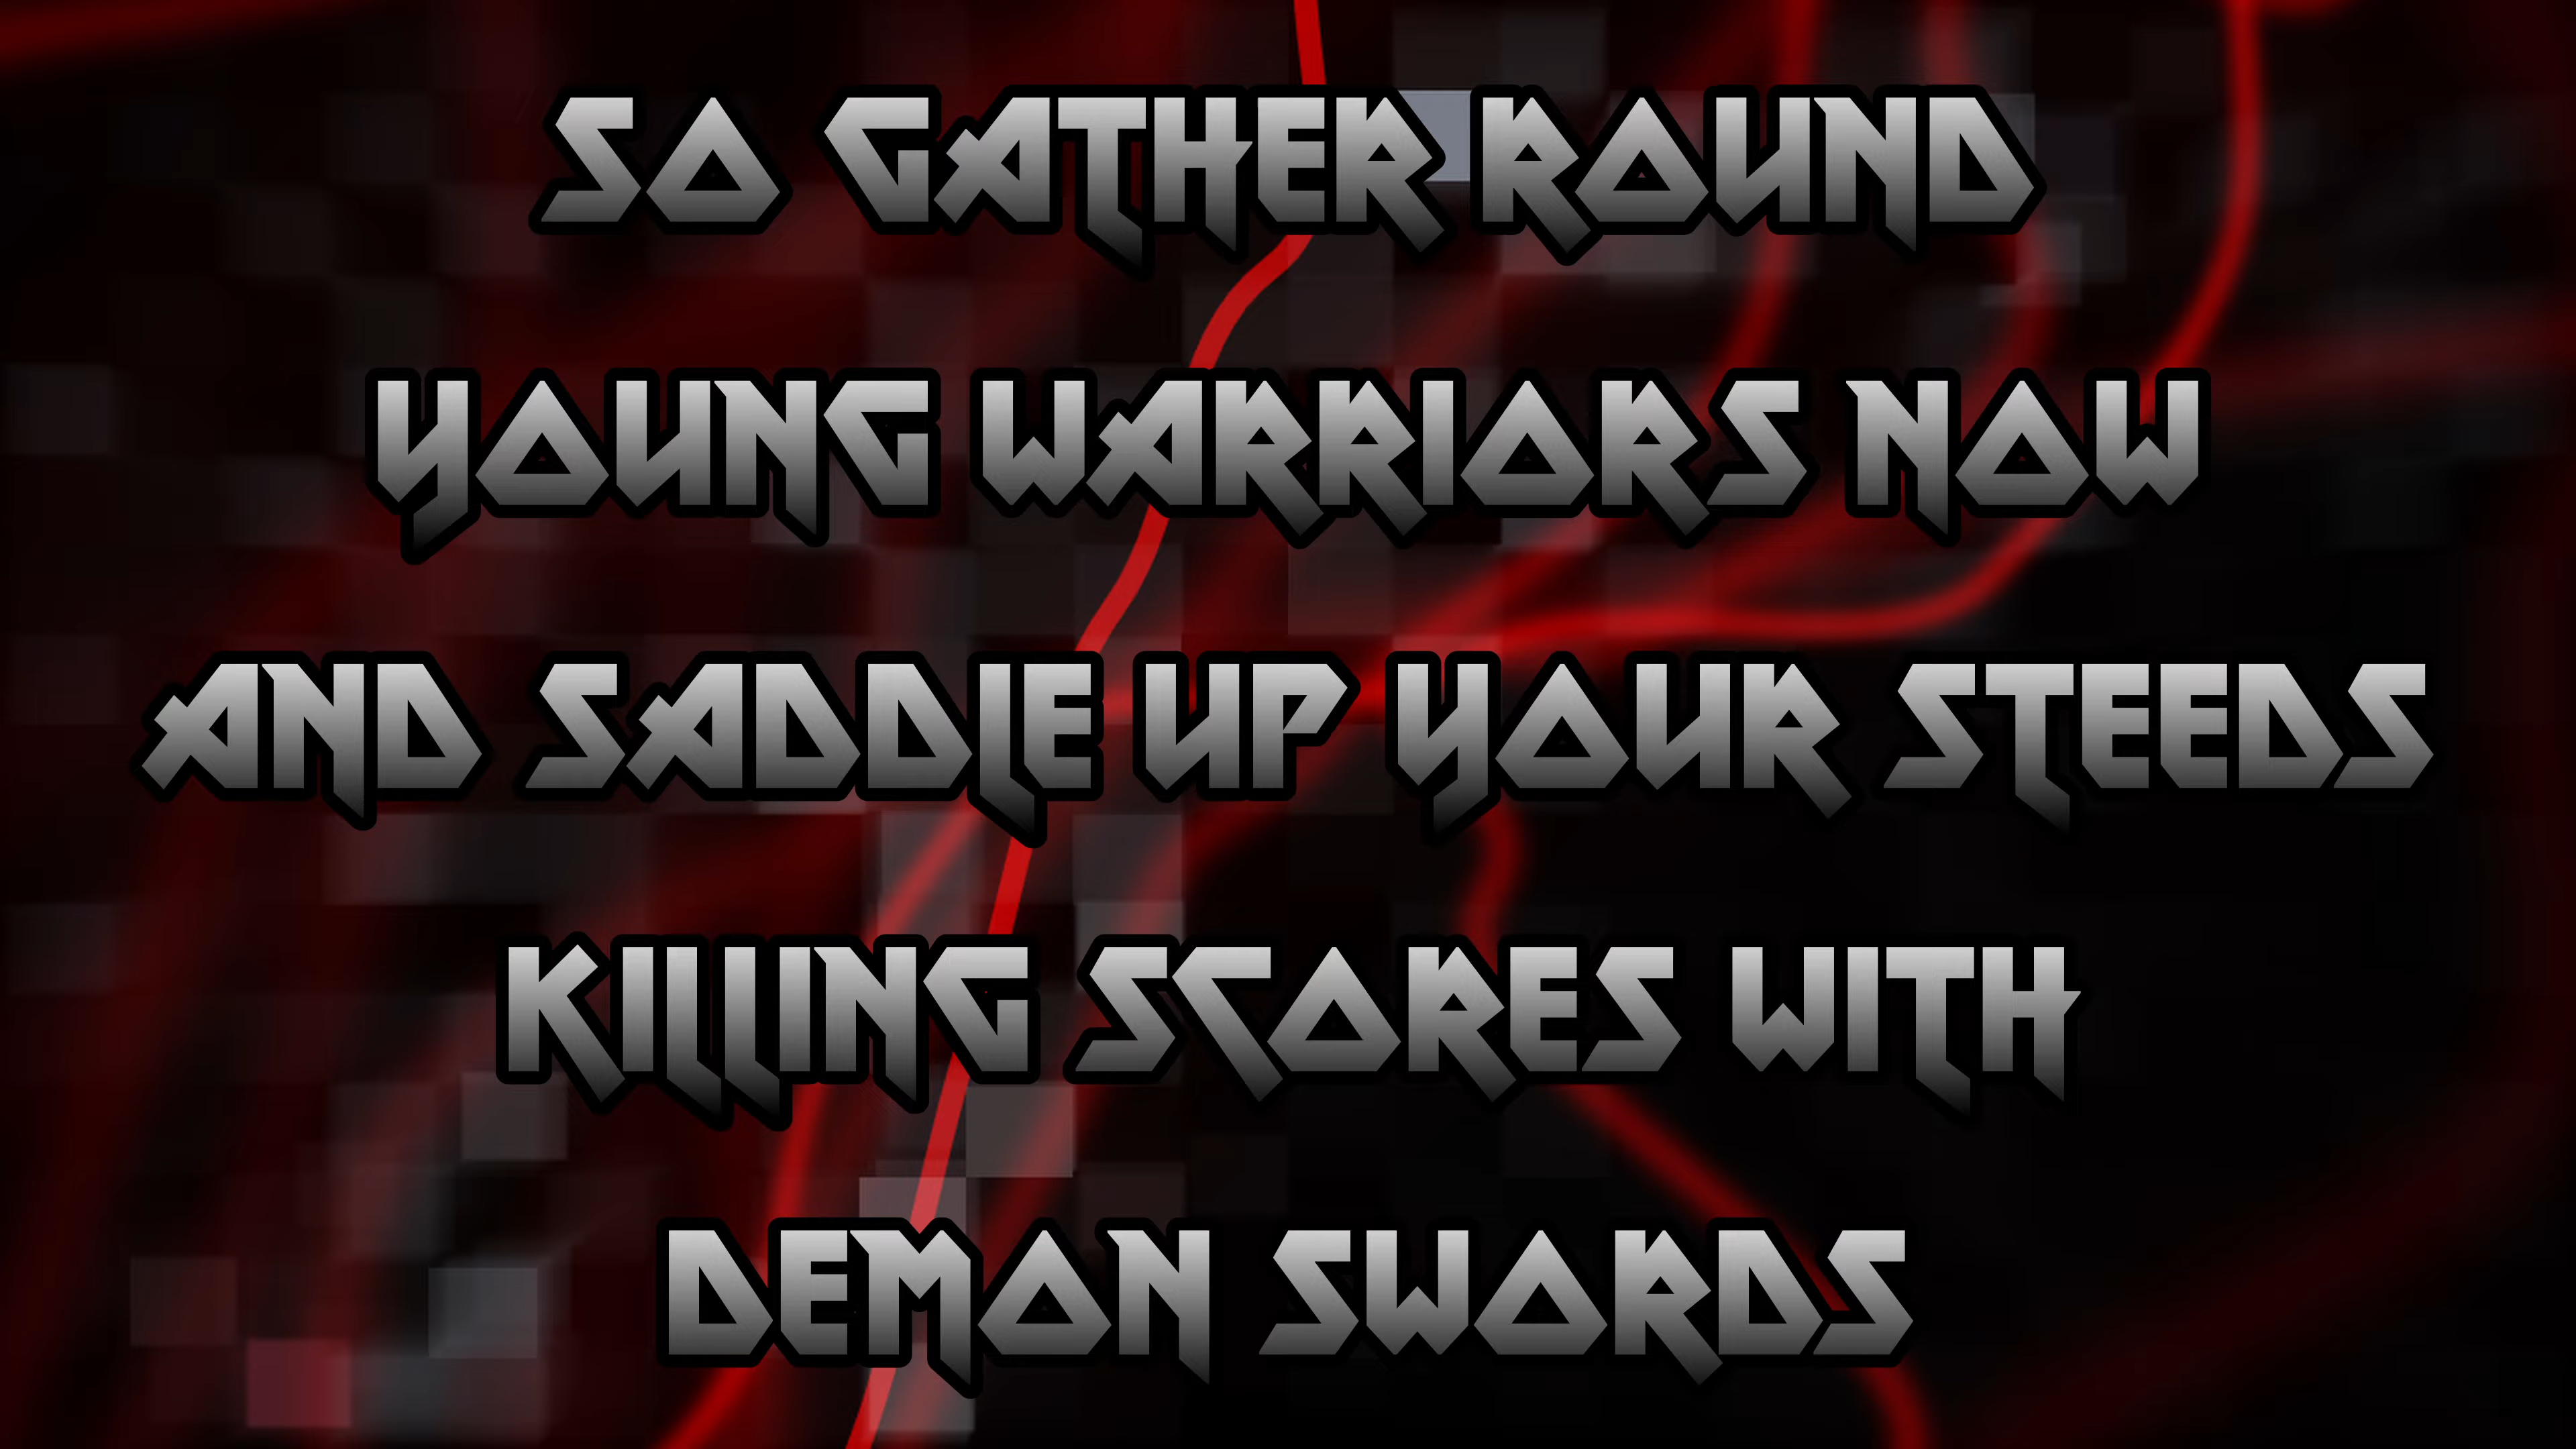 SO GATHER ROUND
YOUNG WARRIORS NOW
AND SADDLE UP YOUR STEEDS
KILLING SCORES WITH
DEMON SWORDS